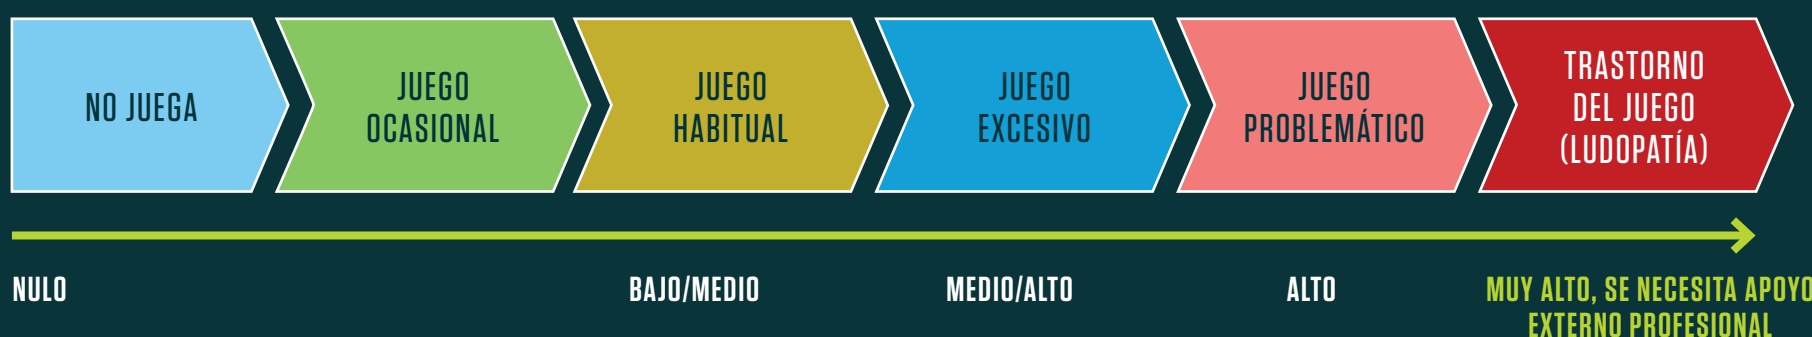 NO JUEGA
JUEGO
OCASIONAL
JUEGO
HABITUAL
JUEGO
EXCESIVO
JUEGO
PROBLEMÁTICO
TRASTORNO
DEL JUEGO
(LUDOPATÍA)
NULO
BAJO/MEDIO
MEDIO/ALTO
ALTO
MUY ALTO, SE NECESITA APOYO
EXTERNO PROFESIONAL